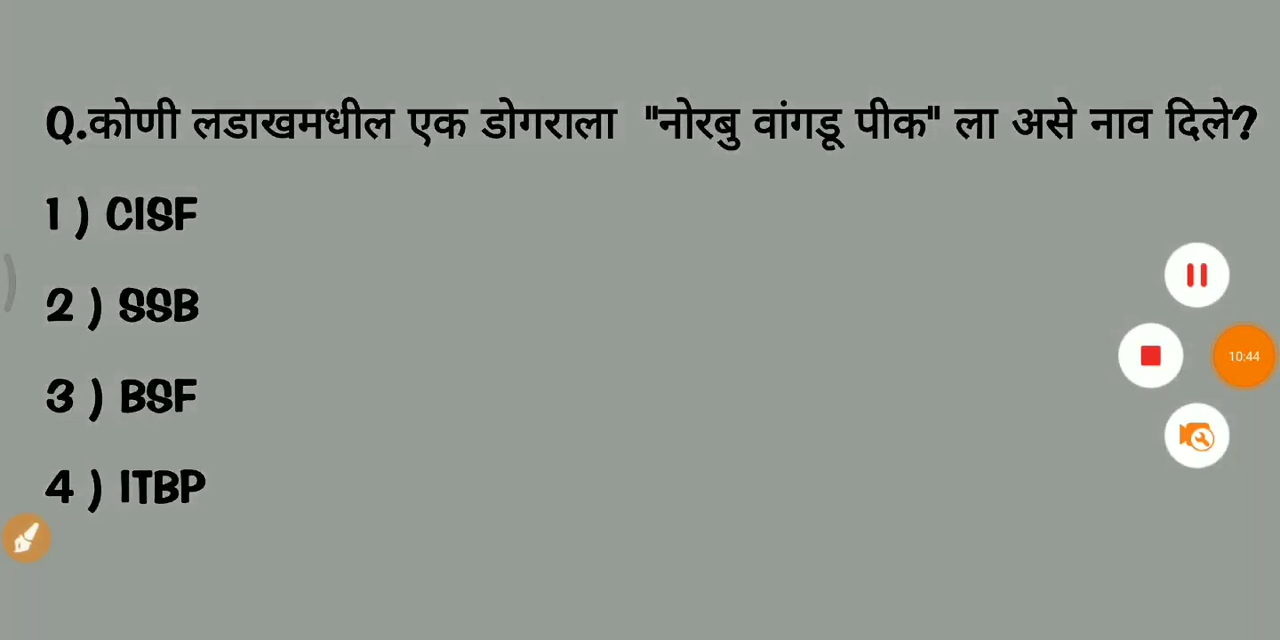 Q.कोणी लडाखमधील एक डोगराला "नोरबु वांगडू पीक" ला असे नाव दिले?
1 ) CISF
2 ) SSB
3 ) BSF
4 ) ITBP
10:44